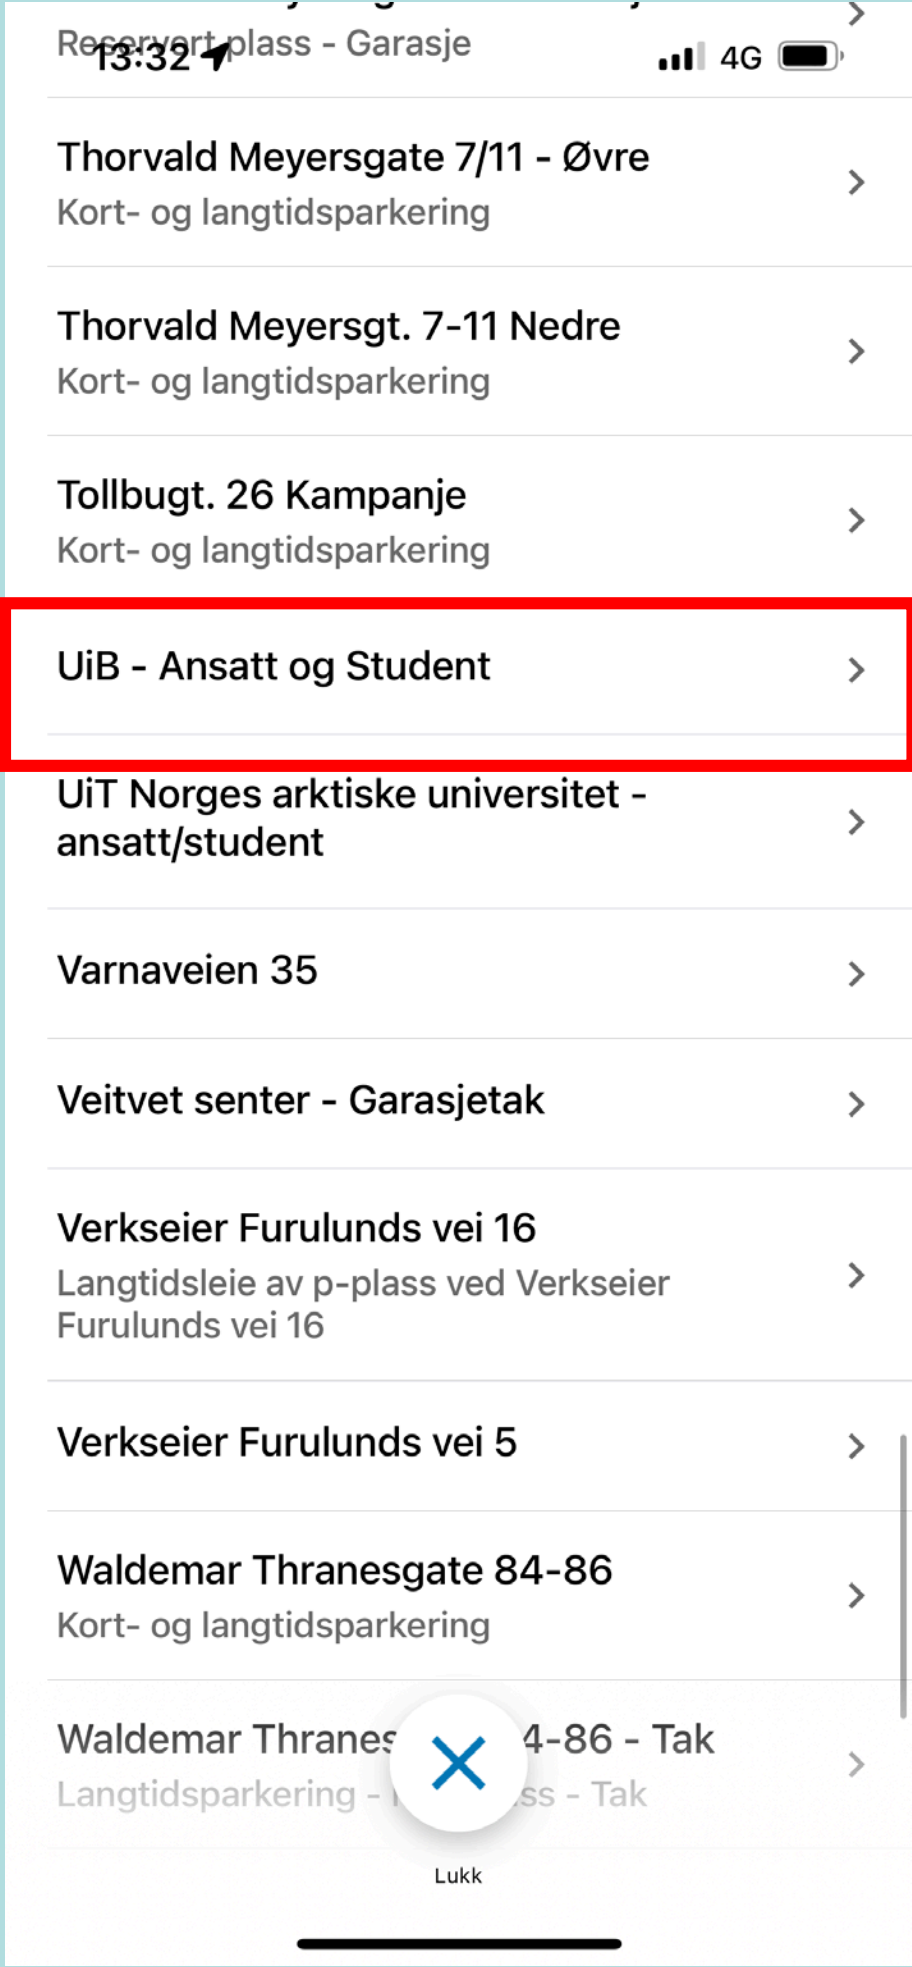 Reservert plass - Garasje
13:32
4G
Thorvald Meyersgate 7/11 - Øvre
Kort- og langtidsparkering
Thorvald Meyersgt. 7-11 Nedre
Kort- og langtidsparkering
Tollbugt. 26 Kampanje
Kort- og langtidsparkering
UiB - Ansatt og Student
UiT Norges arktiske universitet -
ansatt/student
Varnaveien 35
Veitvet senter - Garasjetak
Verkseier Furulunds vei 16
Langtidsleie av p-plass ved Verkseier
Furulunds vei 16
Verkseier Furulunds vei 5
Waldemar Thranesgate 84-86
Kort- og langtidsparkering
Waldemar 4-86 - Tak
Langtidsparkering - - Tak
Lukk